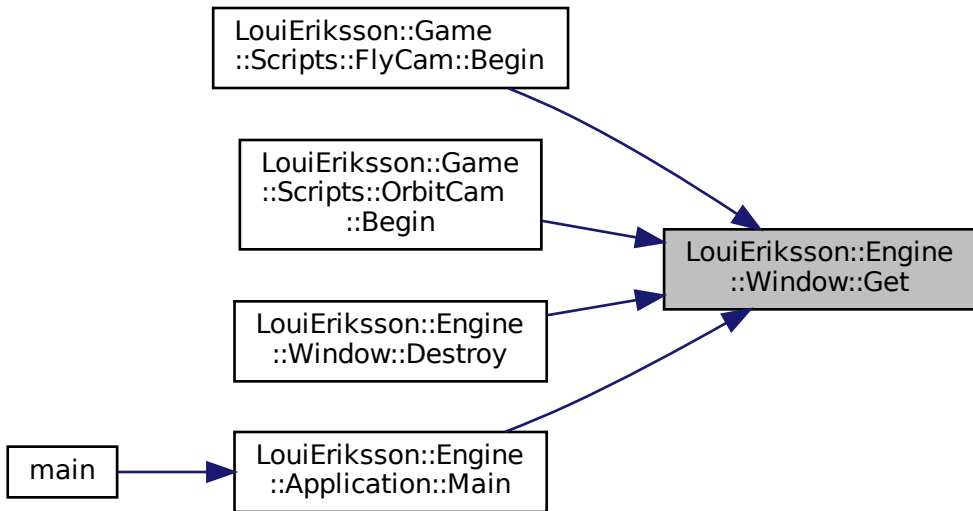 LouiEriksson::Game
::Scripts::FlyCam::Begin
LouiEriksson::Game
::Scripts::OrbitCam
::Begin
LouiEriksson::Engine
::Window::Get
LouiEriksson::Engine
::Window::Destroy
main
LouiEriksson::Engine
::Application::Main